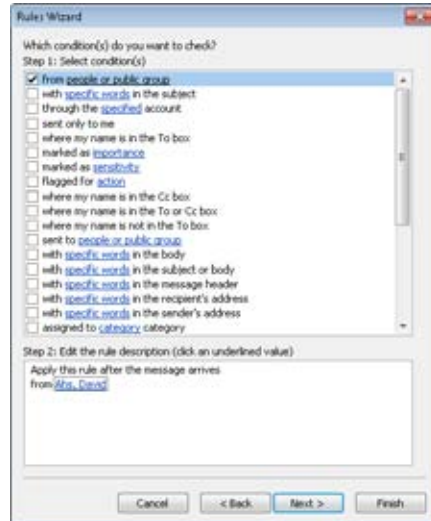 Rules Wizard
Which condition(s) do you want to check?
Step 1: Select condition(s)
from people or public group
with specific words in the subject
through the specified account
sent only to me
where my name is in the To box
marked as importance
marked as sensitivity
flagged for action
where my name is in the Cc box
where my name is in the To or Cc box
where my name is not in the To box
sent to people or public group
with specific words in the body
with specific words in the subject or body
with specific words in the message header
with specific words in the recipient's address
with specific words in the sender's address
assigned to category category
Step 2: Edit the rule description (click an underlined value)
Apply this rule after the message arrives
from Ahs, David
Cancel < Back Next > Finish